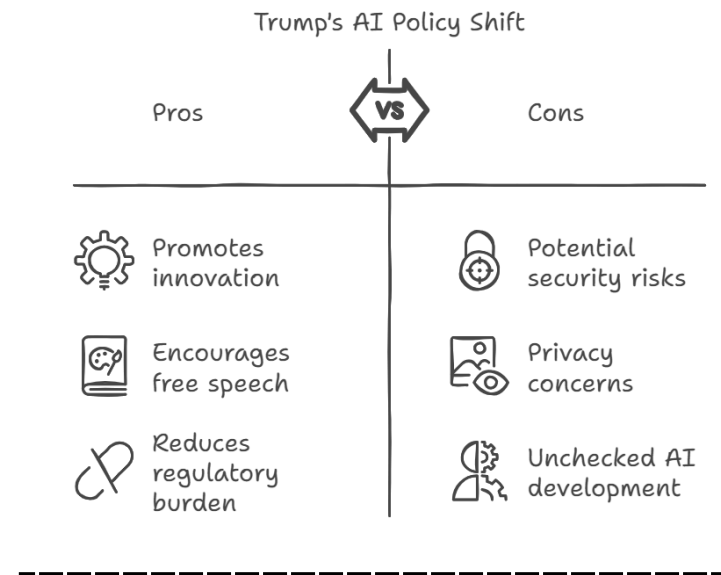 Trump's AI Policy Shift
Pros
VS
Cons
Promotes
innovation
Potential
security risks
Encourages
free speech
Privacy
concerns
Reduces
regulatory
burden
Unchecked AI
development